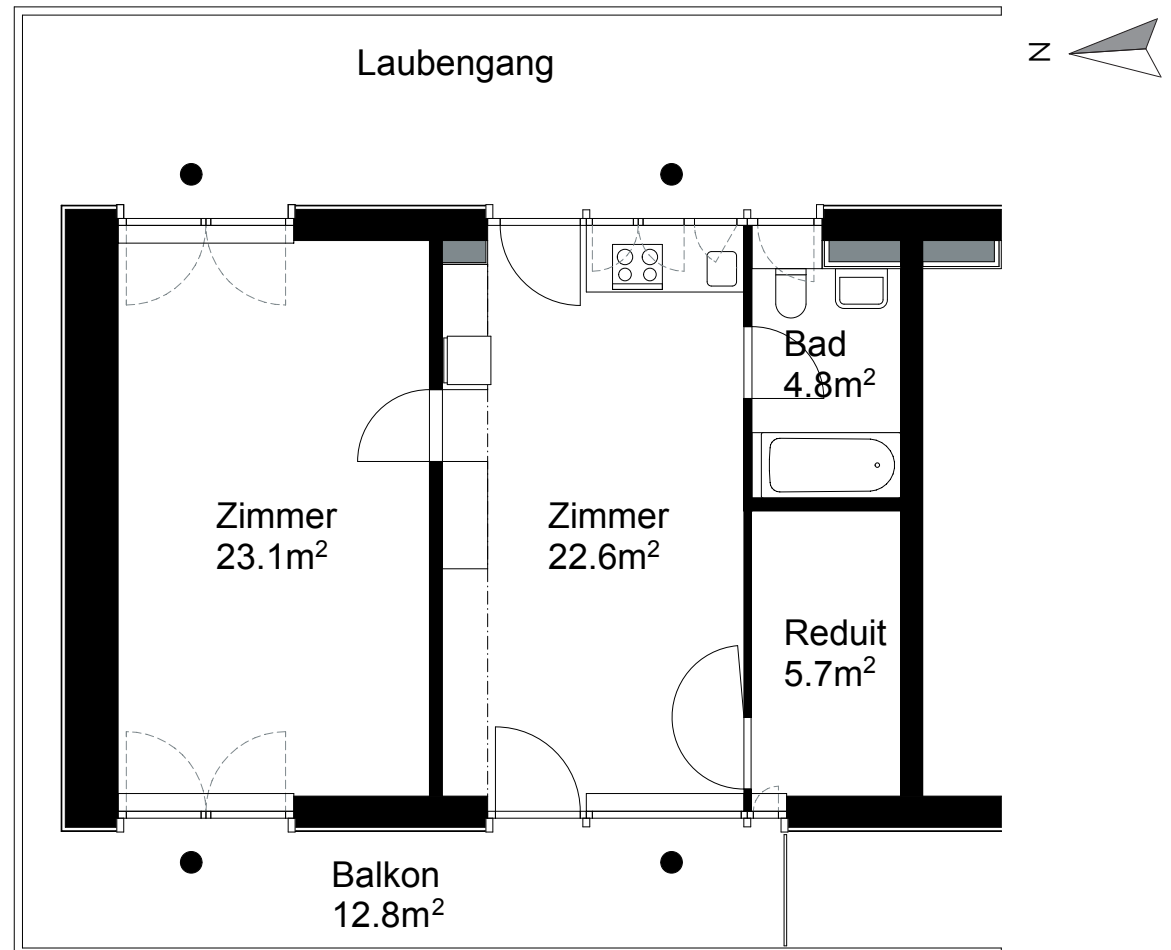 Laubengang
N
Bad
4.8m²
Zimmer
23.1m²
Zimmer
22.6m²
Reduit
5.7m²
Balkon
12.8m²